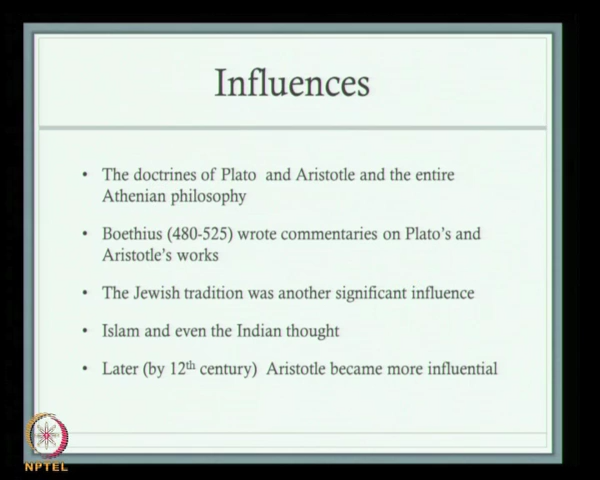 Influences
• The doctrines of Plato and Aristotle and the entire
Athenian philosophy
• Boethius (480-525) wrote commentaries on Plato's and
Aristotle's works
• The Jewish tradition was another significant influence
• Islam and even the Indian thought
• Later (by 12th century) Aristotle became more influential
NPTEL